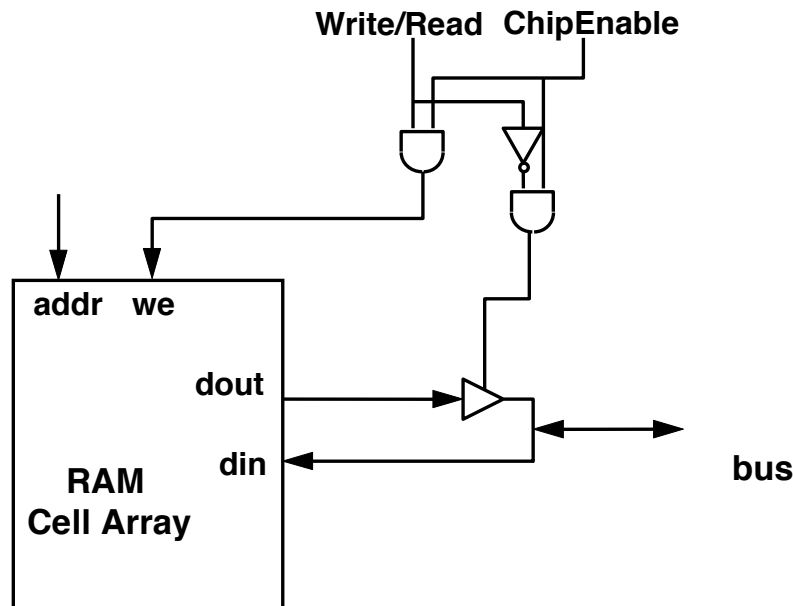 Write/Read ChipEnable
addr we
dout
din
bus
RAM
Cell Array